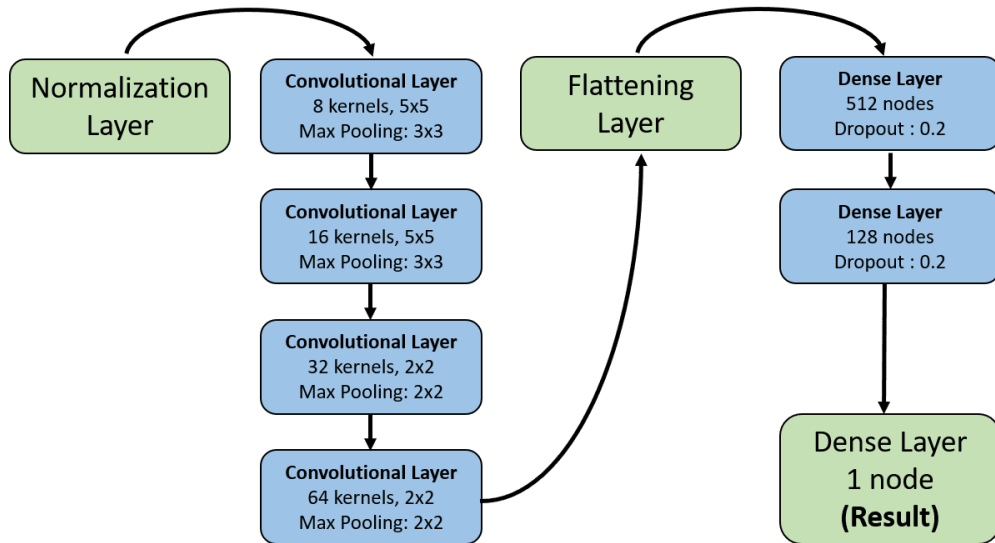 Normalization
Layer
Convolutional Layer
8 kernels, 5x5
Max Pooling: 3x3
Convolutional Layer
16 kernels, 5x5
Max Pooling: 3x3
Convolutional Layer
32 kernels, 2x2
Max Pooling: 2x2
Convolutional Layer
64 kernels, 2x2
Max Pooling: 2x2
Flattening
Layer
Dense Layer
512 nodes
Dropout : 0.2
Dense Layer
128 nodes
Dropout : 0.2
Dense Layer
1 node
(Result)